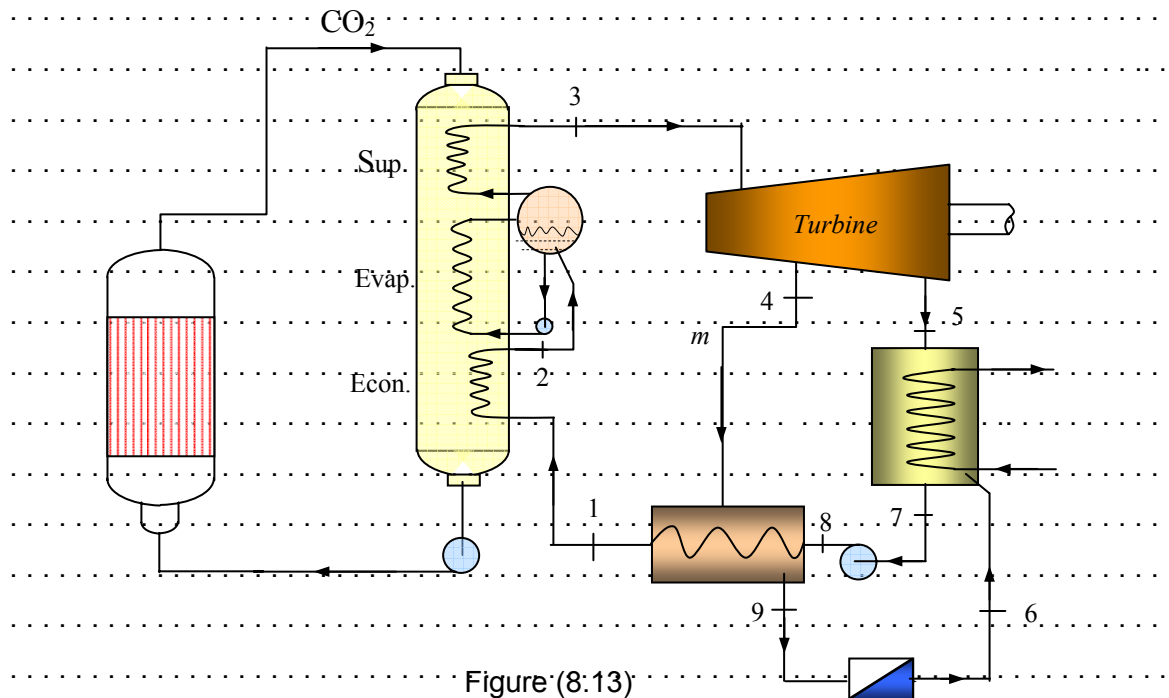 CO₂
3
Sup.
Turbine
Evap.
4
5
m
2
Econ.
1
8
7
9
6
Figure (8.13)